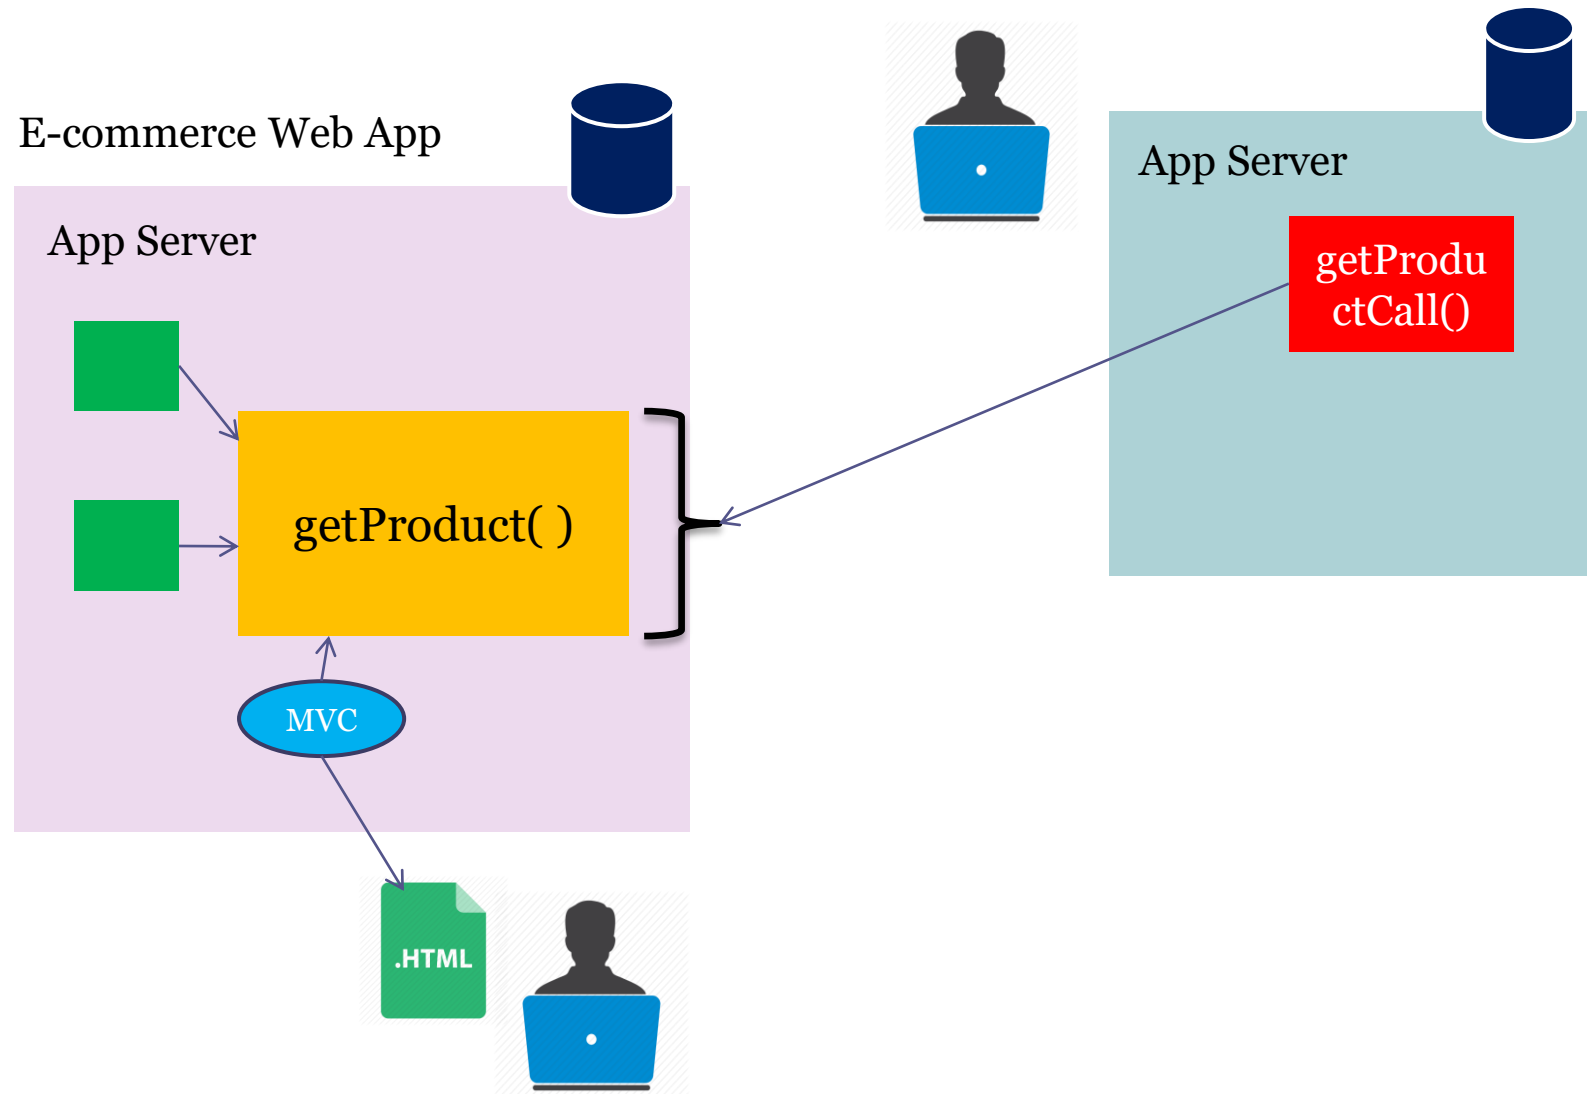 E-commerce Web App
App Server
getProduct( )
MVC
.HTML
App Server
getProdu
ctCall()